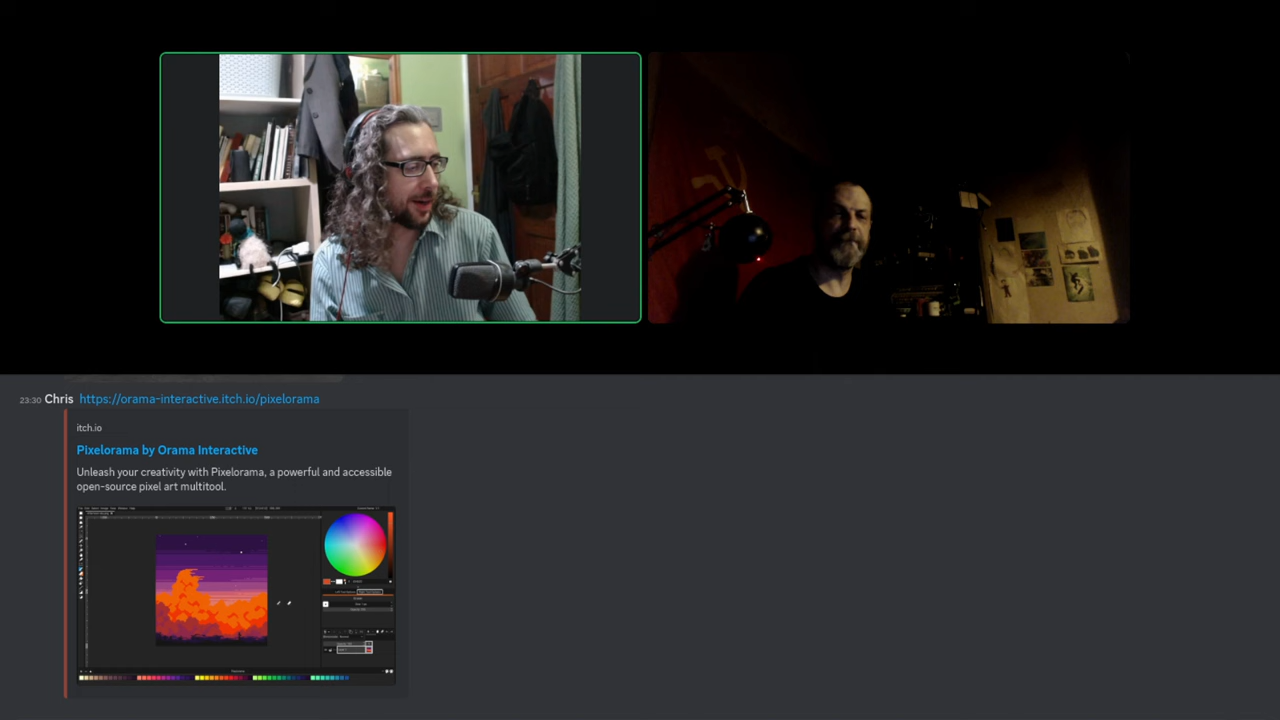 23:30 Chris https://orama-interactive.itch.io/pixelorama
itch.io
Pixelorama by Orama Interactive
Unleash your creativity with Pixelorama, a powerful and accessible
open-source pixel art multitool.